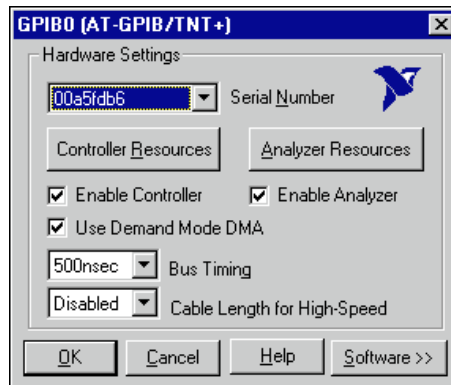 GPIB0 (AT-GPIB/TNT+)
Hardware Settings
00a5fdb6 Serial Number
Controller Resources Analyzer Resources
Enable Controller Enable Analyzer
Use Demand Mode DMA
500nsec Bus Timing
Disabled Cable Length for High-Speed
OK Cancel Help Software >>